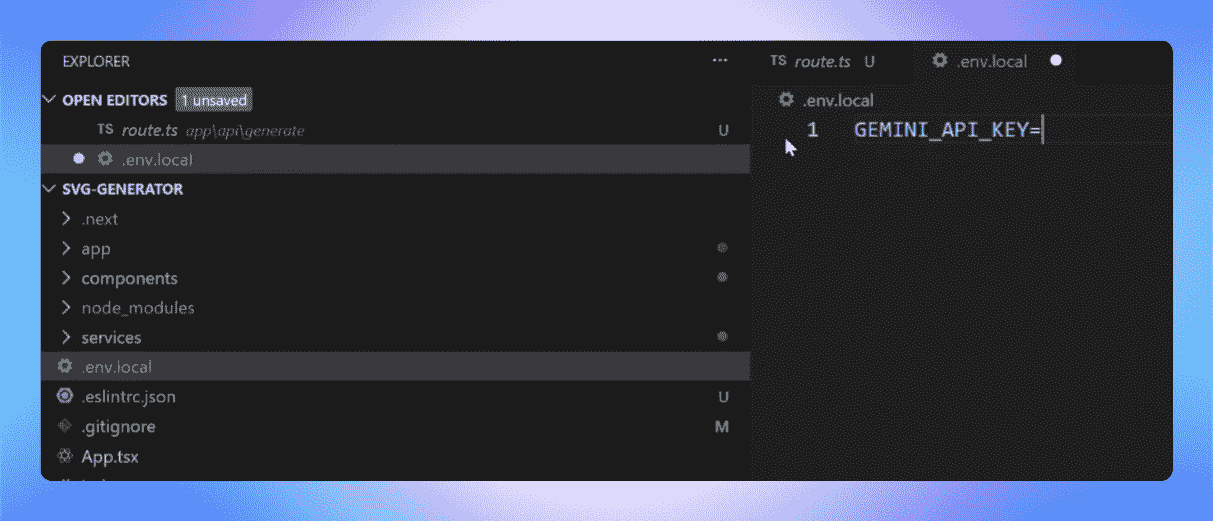 EXPLORER ...
OPEN EDITORS 1 unsaved
TS route.ts app\api\generate U
.env.local
SVG-GENERATOR
.next
app
components
node_modules
services
.env.local
.eslintrc.json U
.gitignore M
App.tsx
TS route.ts U .env.local
.env.local
1 GEMINI_API_KEY=